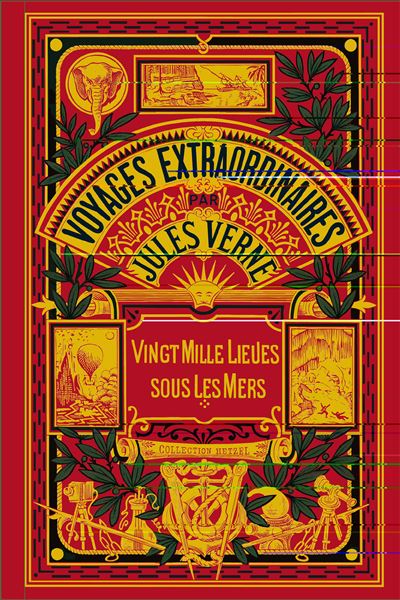 VOYAGES EXTRAORDINAIRES
PAR
JULES VERNE
VINGT MILLE LIEUES
SOUS LES MERS
COLLECTION HETZEL